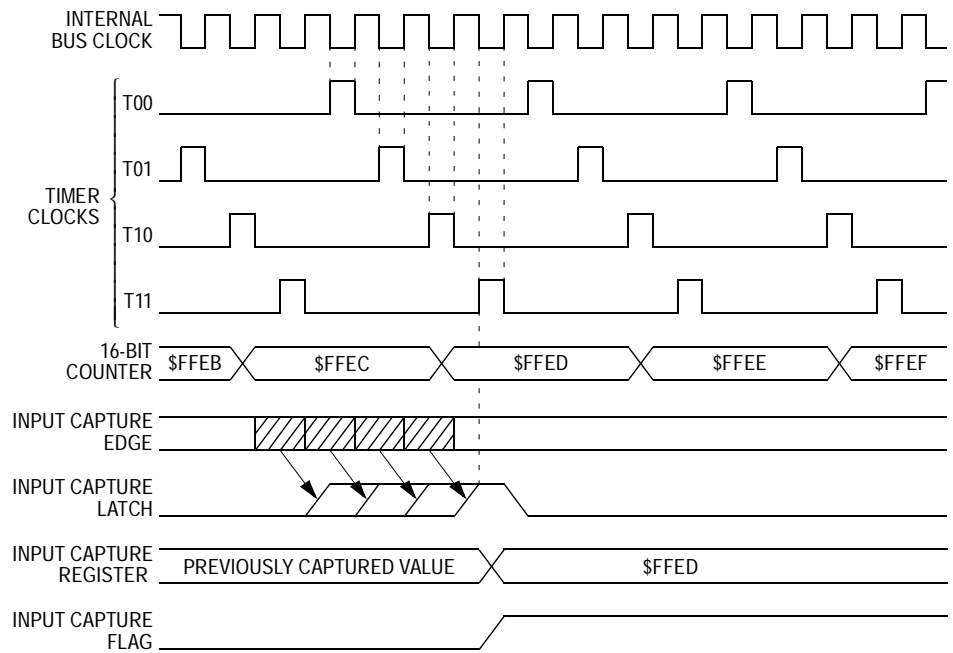 INTERNAL
BUS CLOCK
T00
T01
TIMER
CLOCKS
T10
T11
16-BIT
COUNTER
$FFEB
$FFEC
$FFED
$FFEE
$FFEF
INPUT CAPTURE
EDGE
INPUT CAPTURE
LATCH
INPUT CAPTURE
REGISTER
PREVIOUSLY CAPTURED VALUE
$FFED
INPUT CAPTURE
FLAG